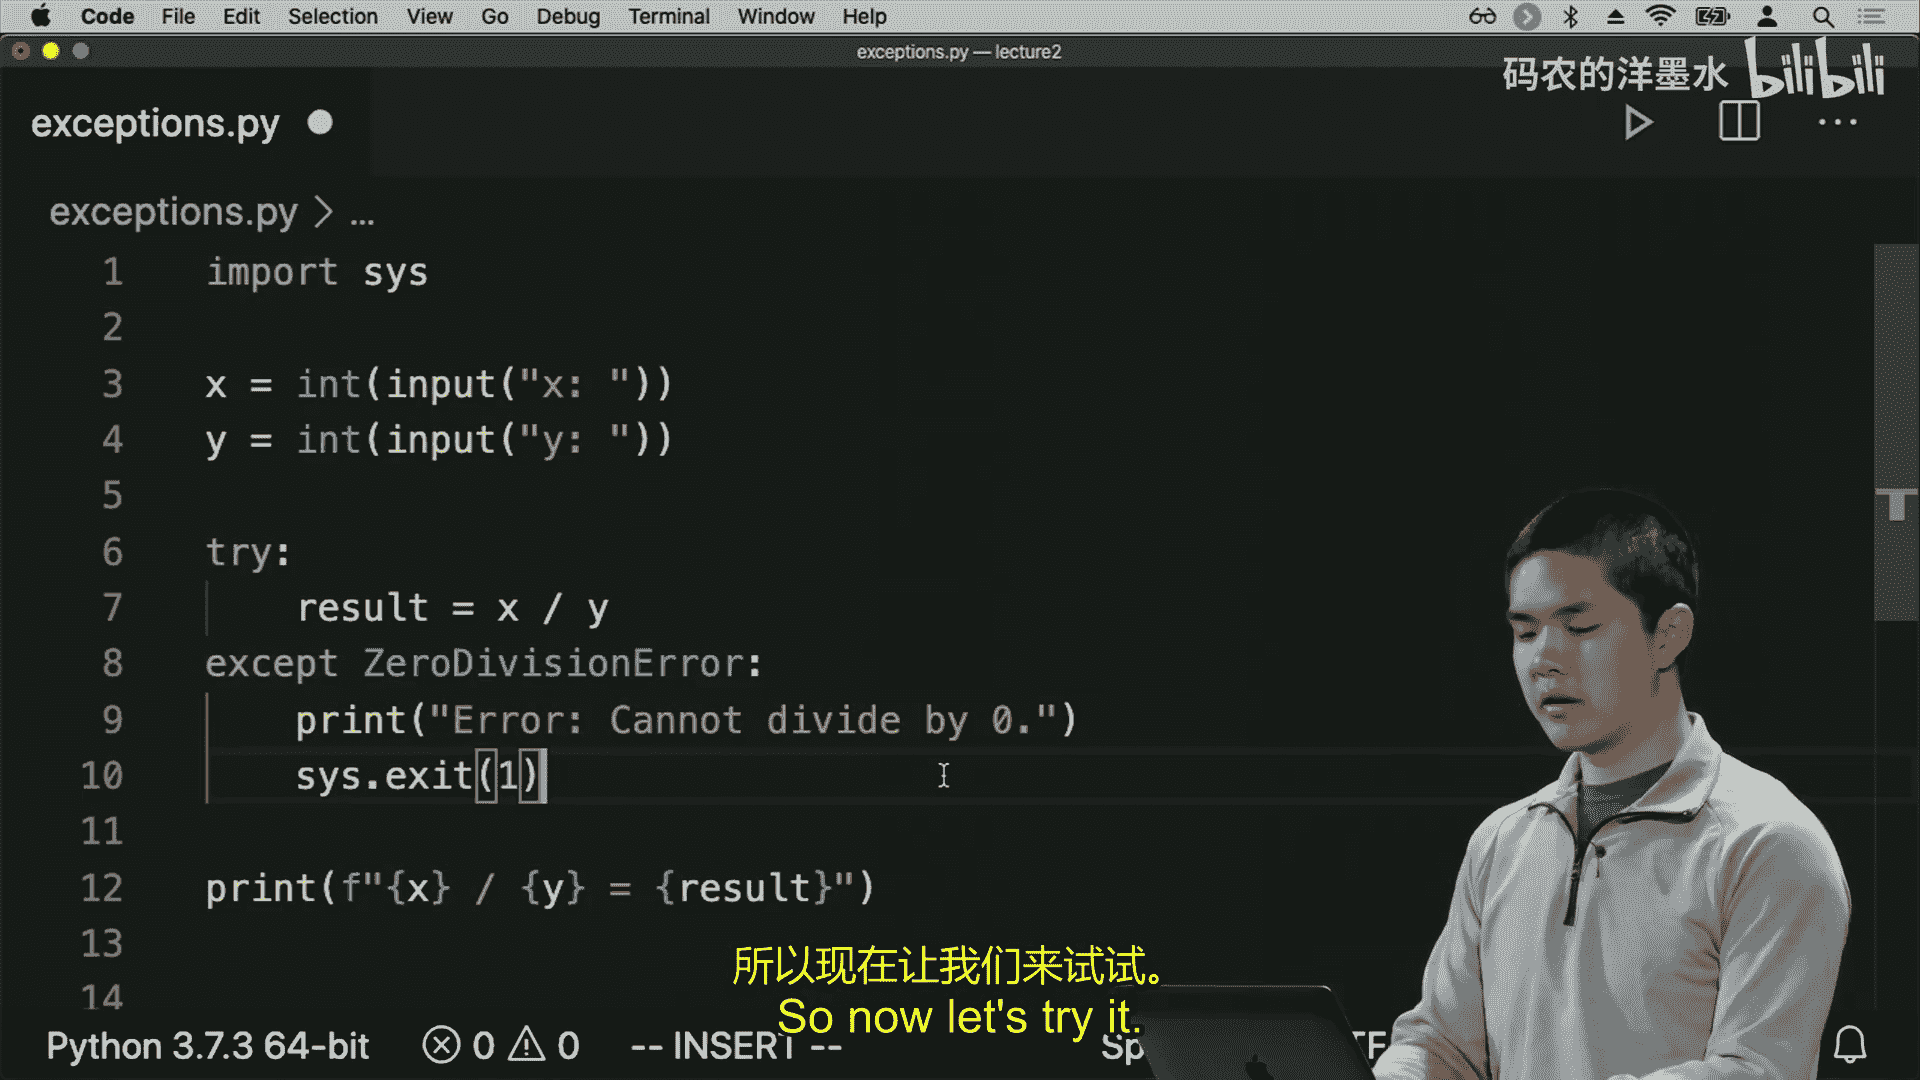 Code File Edit Selection View Go Debug Terminal Window Help
exceptions.py — lecture2
码农的洋墨水 bilibili
exceptions.py
exceptions.py > ...
1 import sys
2
3 x = int(input("x: "))
4 y = int(input("y: "))
5
6 try:
7 result = x / y
8 except ZeroDivisionError:
9 print("Error: Cannot divide by 0.")
10 sys.exit(1)
11
12 print(f"{x} / {y} = {result}")
13
14
所以现在让我们来试试。
So now let's try it.
Python 3.7.3 64-bit 0 0 -- INSERT --